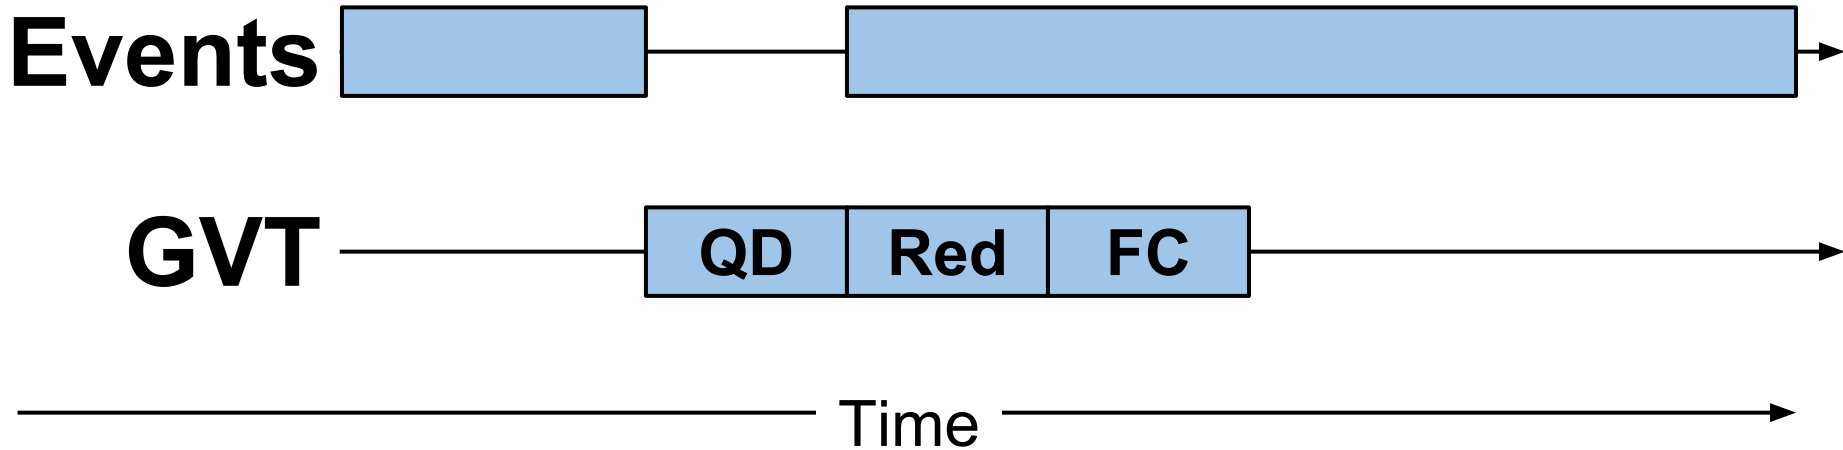 Events
GVT
QD
Red
FC
Time